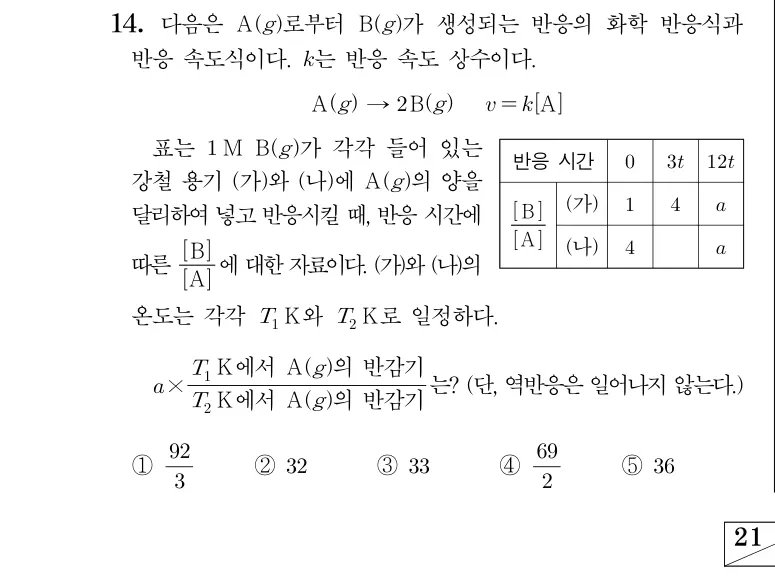 14. 다음은 A(g)로부터 B(g)가 생성되는 반응의 화학 반응식과
반응 속도식이다. k는 반응 속도 상수이다.
A(g) → 2B(g)  v=k[A]
표는 1M B(g)가 각각 들어 있는
강철 용기 (가)와 (나)에 A(g)의 양을
달리하여 넣고 반응시킬 때, 반응 시간에
따른 [B]/[A]에 대한 자료이다. (가)와 (나)의
온도는 각각 T₁K와 T₂K로 일정하다.
반응 시간 0 3t 12t
[B]/[A] (가) 1 4 a
(나) 4 a
a× T₁K에서 A(g)의 반감기 / T₂K에서 A(g)의 반감기 는? (단, 역반응은 일어나지 않는다.)
① 92/3 ② 32 ③ 33 ④ 69/2 ⑤ 36
21